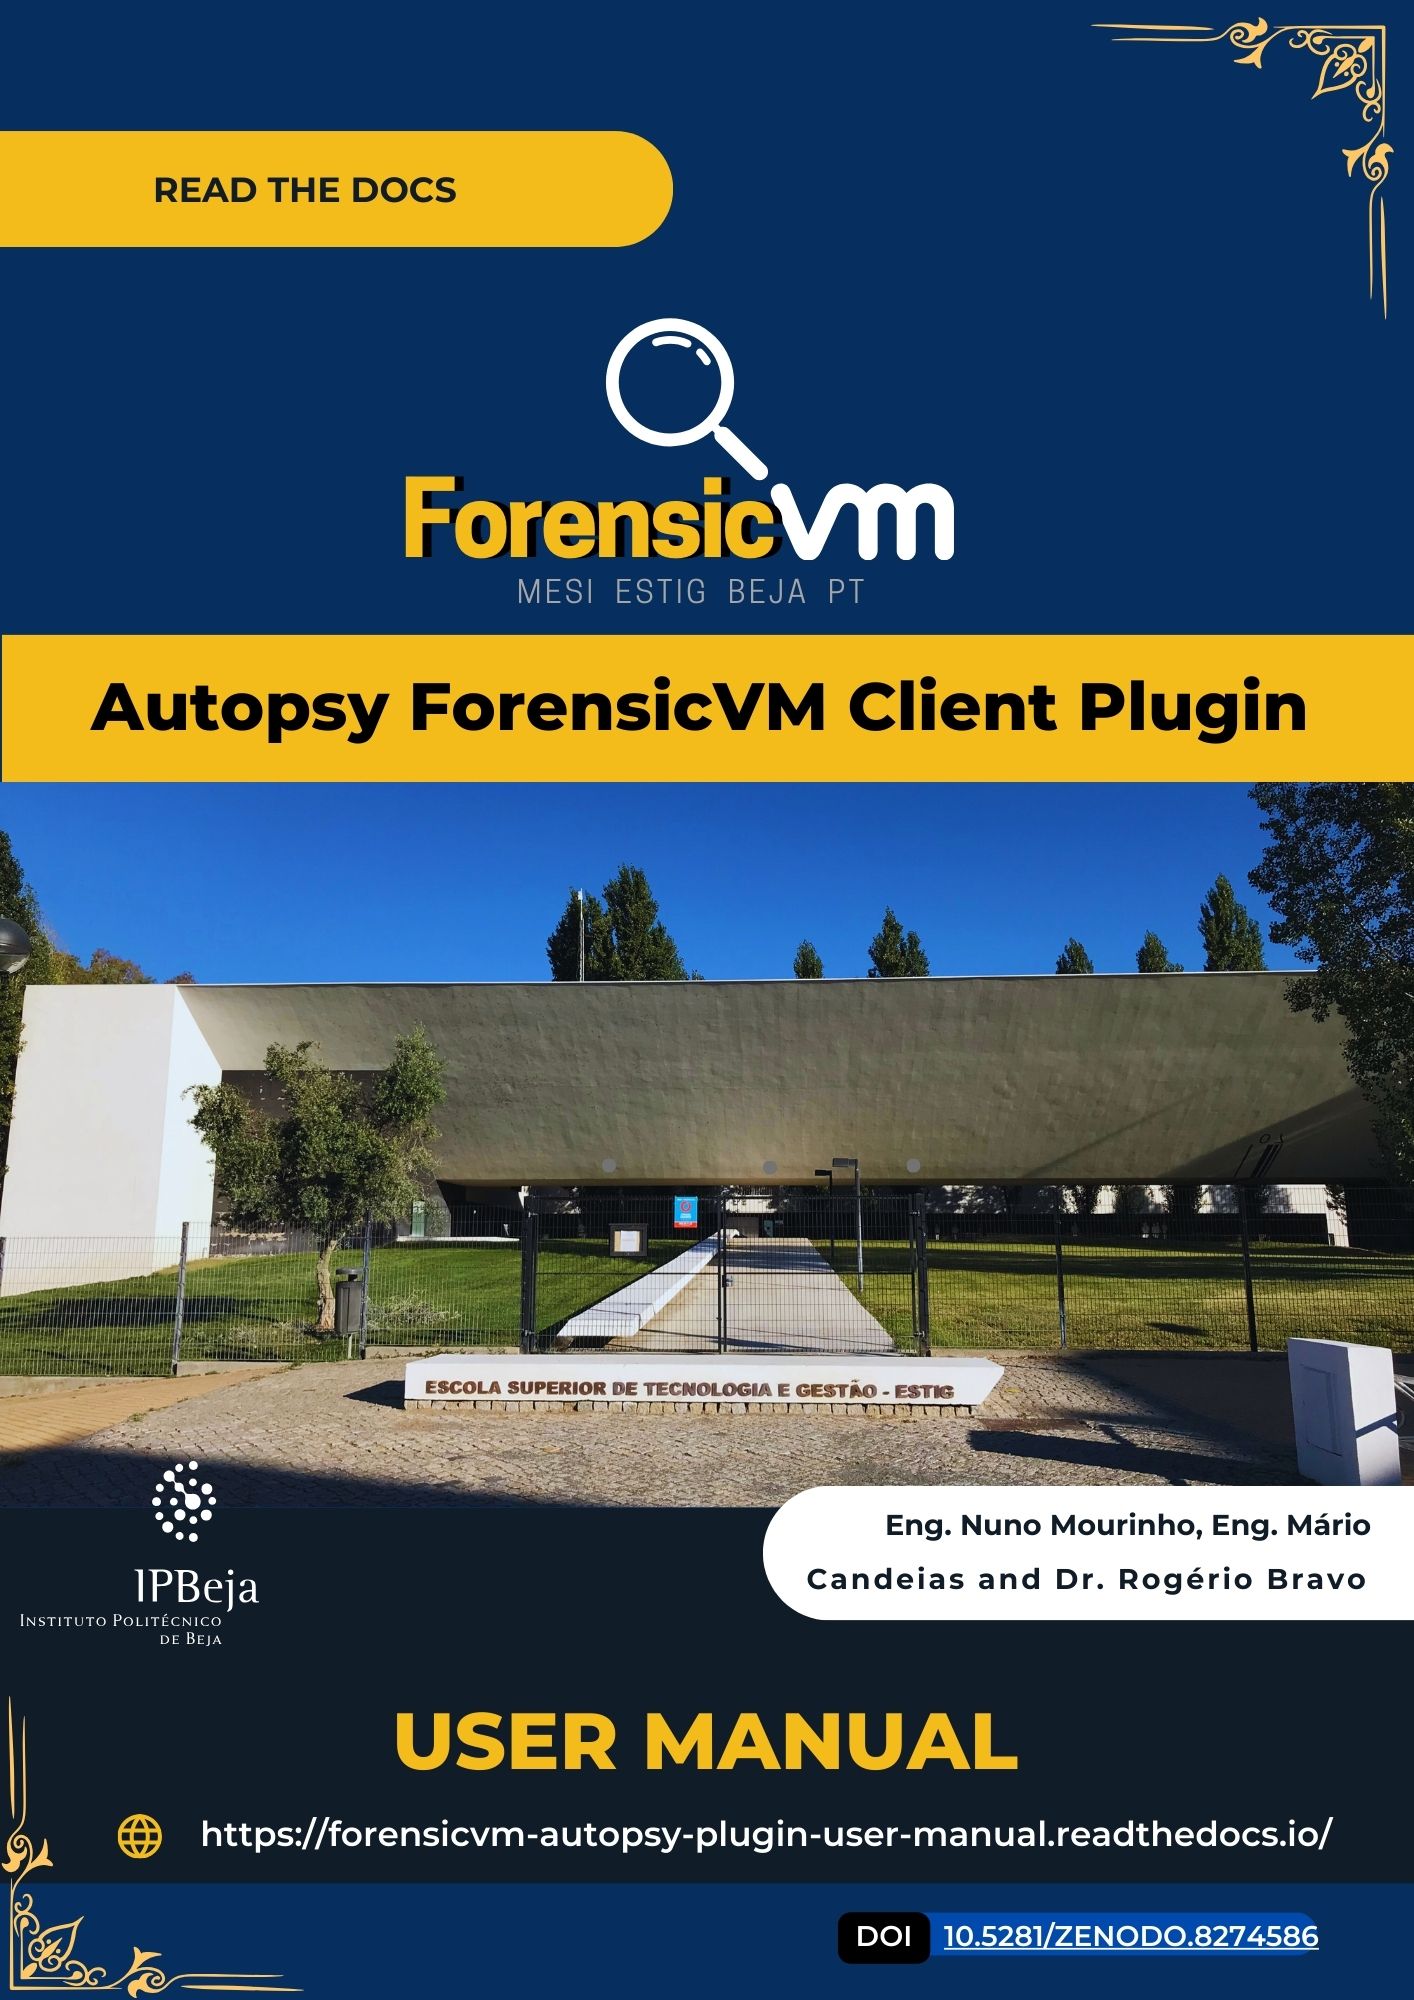 READ THE DOCS
Forensicvm
MESI ESTIG BEJA PT
Autopsy ForensicVM Client Plugin
ESCOLA SUPERIOR DE TECNOLOGIA E GESTÃO - ESTIG
Eng. Nuno Mourinho, Eng. Mário
Candeias and Dr. Rogério Bravo
IPBeja
INSTITUTO POLITÉCNICO
DE BEJA
USER MANUAL
https://forensicvm-autopsy-plugin-user-manual.readthedocs.io/
DOI 10.5281/ZENODO.8274586